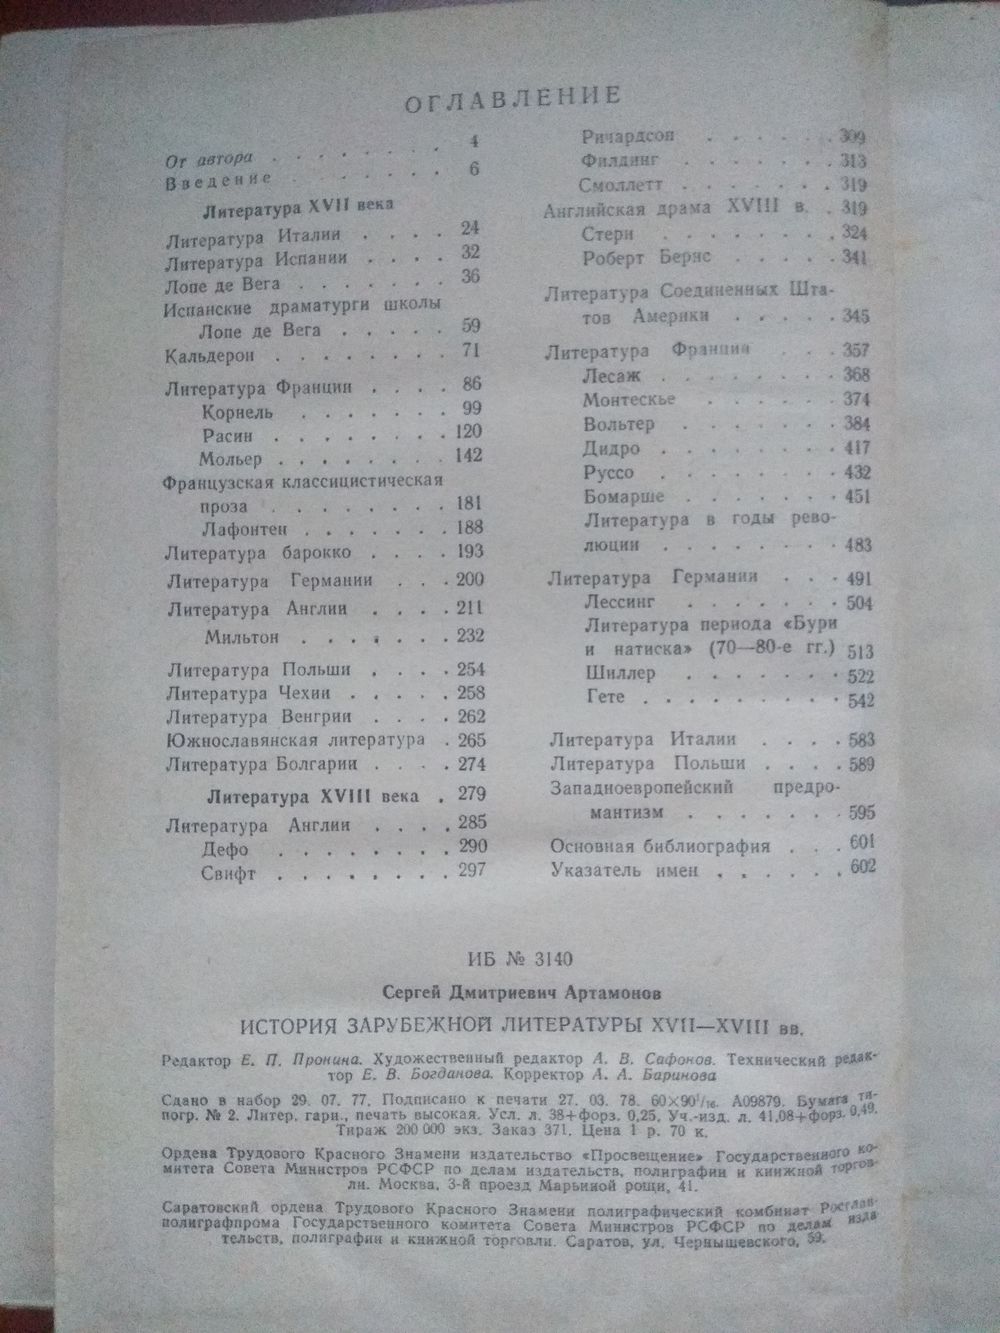 ОГЛАВЛЕНИЕ
От автора . . . . . . . . 4
Введение . . . . . . . 6
Литература XVII века
Литература Италии . . . . 24
Литература Испании . . . . 32
Лопе де Вега . . . . . . . 36
Испанские драматурги школы
Лопе де Вега . . . . . 59
Кальдерон . . . . . . . . 71
Литература Франции . . . . 86
Корнель . . . . . . . 99
Расин . . . . . . . . 120
Мольер . . . . . . . . 142
Французская классицистическая
проза . . . . . . . . 181
Лафонтен . . . . . . . 188
Литература барокко . . . . 193
Литература Германии . . . 200
Литература Англии . . . . 211
Мильтон . . . . . . . 232
Литература Польши . . . . 254
Литература Чехии . . . . . 258
Литература Венгрии . . . . 262
Южнославянская литература . 265
Литература Болгарии . . . . 274
Литература XVIII века . 279
Литература Англии . . . . 285
Дефо . . . . . . . . 290
Свифт . . . . . . . . 297
Ричардсон . . . . . . 309
Филдинг . . . . . . . 313
Смоллетт . . . . . . . 319
Английская драма XVIII в. . 319
Стерн . . . . . . . . 324
Роберт Бернс . . . . . 341
Литература Соединенных Шта-
тов Америки . . . . . 345
Литература Франции . . . 357
Лесаж . . . . . . . . 368
Монтескье . . . . . . 374
Вольтер . . . . . . . 384
Дидро . . . . . . . . 417
Руссо . . . . . . . . 432
Бомарше . . . . . . . 451
Литература в годы рево-
люции . . . . . . . . 483
Литература Германии . . . 491
Лессинг . . . . . . . 504
Литература периода «Бури
и натиска» (70—80-е гг.) 513
Шиллер . . . . . . . 522
Гете . . . . . . . . . 542
Литература Италии . . . . 583
Литература Польши . . . . 589
Западноевропейский предро-
мантизм . . . . . . . 595
Основная библиография . . . 601
Указатель имен . . . . . . 602
ИБ № 3140
Сергей Дмитриевич Артамонов
ИСТОРИЯ ЗАРУБЕЖНОЙ ЛИТЕРАТУРЫ XVII—XVIII вв.
Редактор Е. П. Пронина. Художественный редактор А. В. Сафонов. Технический редак-
тор Е. В. Богданова. Корректор А. А. Баринова
Сдано в набор 29. 07. 77. Подписано к печати 27. 03. 78. 60×90¹/₁₆. А09879. Бумага ти-
погр. № 2. Литер. гарн., печать высокая. Усл. л. 38+форз. 0,25. Уч.-изд. л. 41,08+форз. 0,49.
Тираж 200 000 экз. Заказ 371. Цена 1 р. 70 к.
Ордена Трудового Красного Знамени издательство «Просвещение» Государственного ко-
митета Совета Министров РСФСР по делам издательств, полиграфии и книжной торгов-
ли. Москва, 3-й проезд Марьиной рощи, 41.
Саратовский ордена Трудового Красного Знамени полиграфический комбинат Росглав-
полиграфпрома Государственного комитета Совета Министров РСФСР по делам изда-
тельств, полиграфии и книжной торговли. Саратов, ул. Чернышевского, 59.